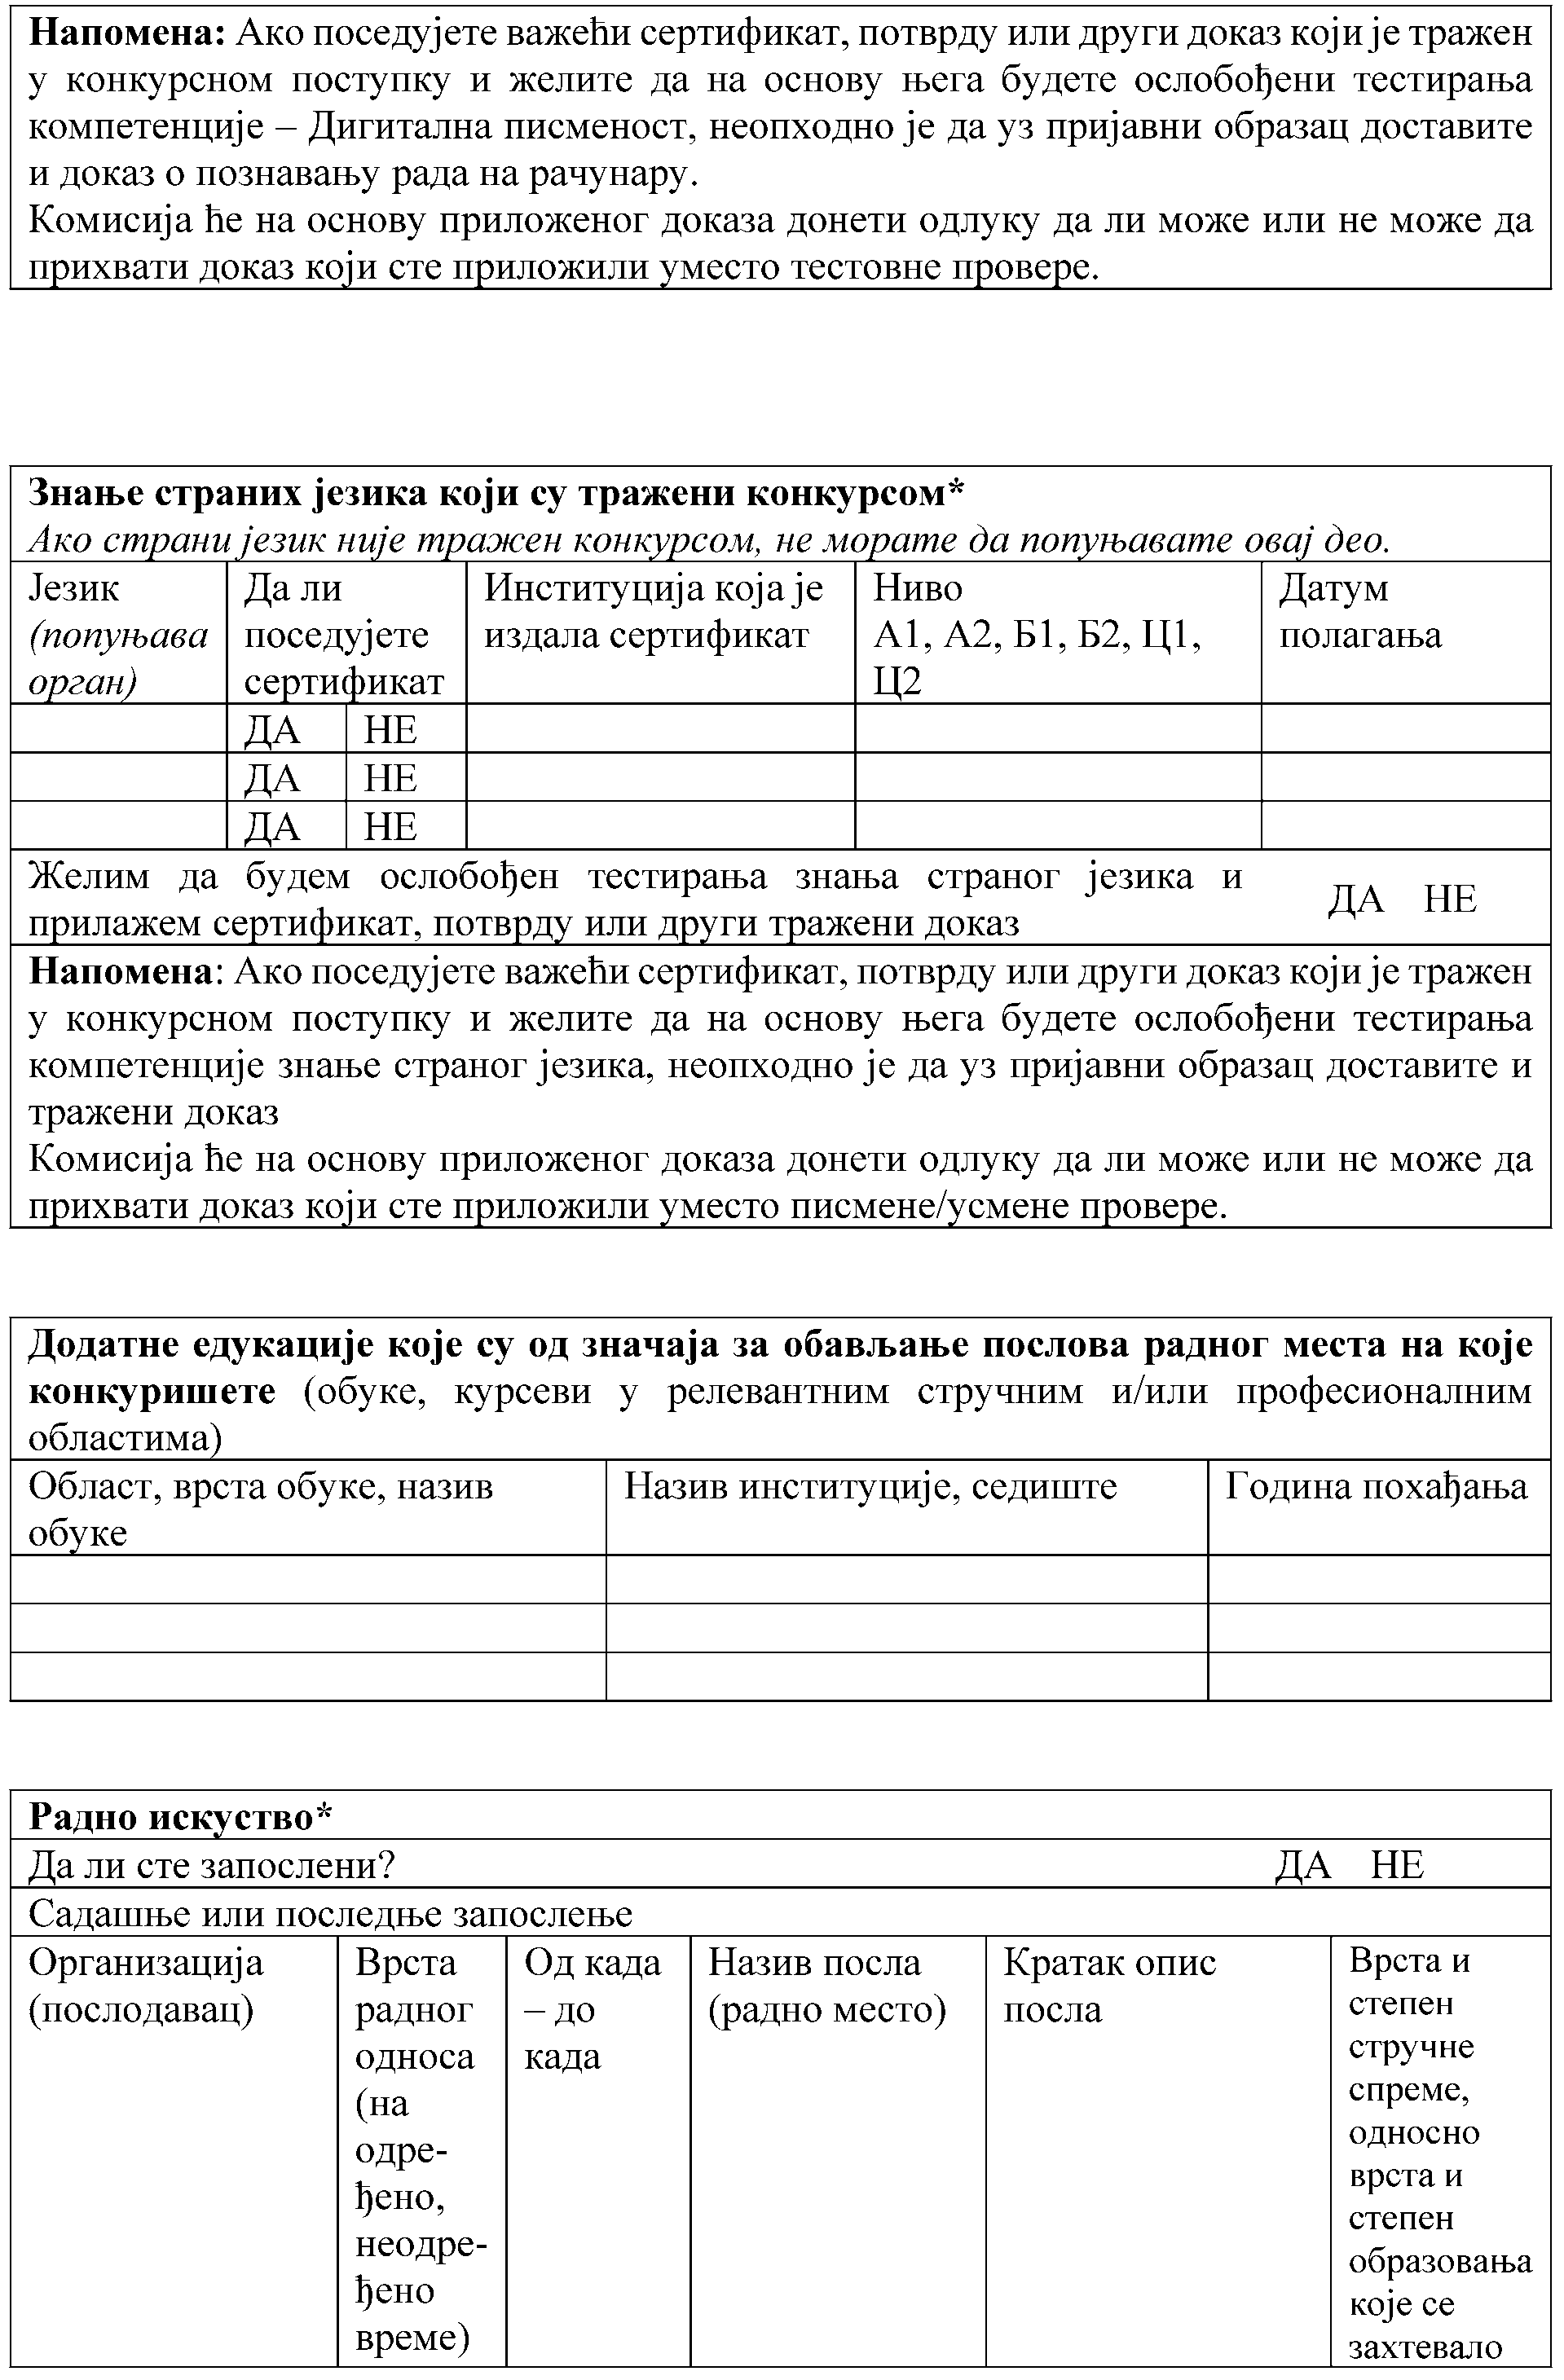 Напомена: Ако поседујете важећи сертификат, потврду или други доказ који је тражен
у конкурсном поступку и желите да на основу њега будете ослобођени тестирања
компетенције – Дигитална писменост, неопходно је да уз пријавни образац доставите
и доказ о познавању рада на рачунару.
Комисија ће на основу приложеног доказа донети одлуку да ли може или не може да
прихвати доказ који сте приложили уместо тестовне провере.
Знање страних језика који су тражени конкурсом*
Ако страни језик није тражен конкурсом, не морате да попуњавате овај део.
Језик
(попуњава
орган)
Да ли
поседујете
сертификат
Институција која је
издала сертификат
Ниво
А1, А2, Б1, Б2, Ц1,
Ц2
Датум
полагања
ДА НЕ
ДА НЕ
ДА НЕ
Желим да будем ослобођен тестирања знања страног језика и
прилажем сертификат, потврду или други тражени доказ
ДА НЕ
Напомена: Ако поседујете важећи сертификат, потврду или други доказ који је тражен
у конкурсном поступку и желите да на основу њега будете ослобођени тестирања
компетенције знање страног језика, неопходно је да уз пријавни образац доставите и
тражени доказ
Комисија ће на основу приложеног доказа донети одлуку да ли може или не може да
прихвати доказ који сте приложили уместо писмене/усмене провере.
Додатне едукације које су од значаја за обављање послова радног места на које
конкуришете (обуке, курсеви у релевантним стручним и/или професионалним
областима)
Област, врста обуке, назив
обуке
Назив институције, седиште
Година похађања
Радно искуство*
Да ли сте запослени? ДА НЕ
Садашње или последње запослење
Организација
(послодавац)
Врста
радног
односа
(на
одре-
ђено,
неодре-
ђено
време)
Од када
– до
када
Назив посла
(радно место)
Кратак опис
посла
Врста и
степен
стручне
спреме,
односно
врста и
степен
образовања
које се
захтевало